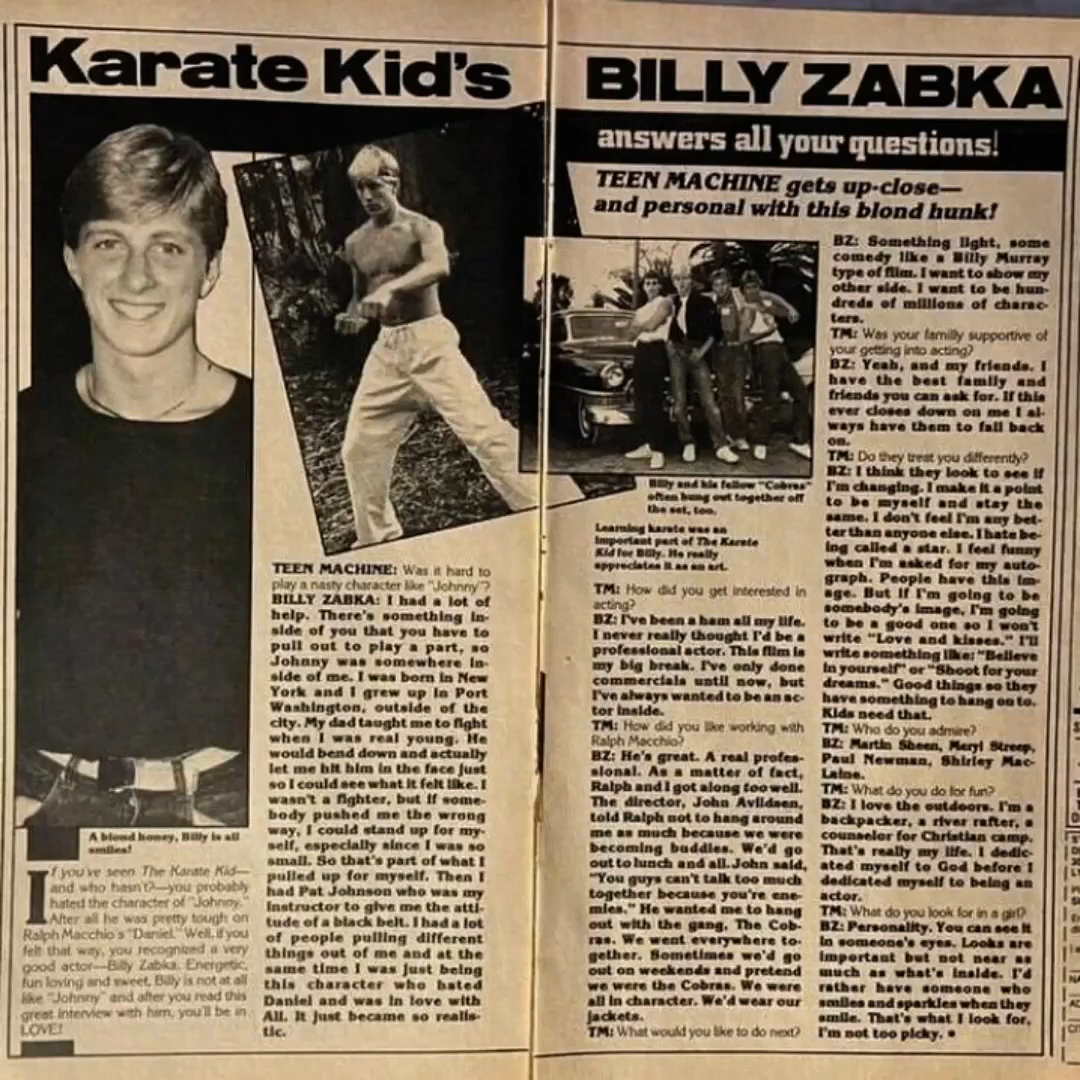 Karate Kid's
BILLY ZABKA
answers all your questions!
TEEN MACHINE gets up-close—
and personal with this blond hunk!
A blond honey, Billy is all
smiles!
If you've seen The Karate Kid—
and who hasn't?—you probably
hated the character of "Johnny."
After all he was pretty tough on
Ralph Macchio's "Daniel." Well, if you
felt that way, you recognized a very
good actor—Billy Zabka. Energetic,
fun loving and sweet, Billy is not at all
like "Johnny" and after you read this
great interview with him, you'll be in
LOVE!
TEEN MACHINE: Was it hard to
play a nasty character like "Johnny"?
BILLY ZABKA: I had a lot of
help. There's something in-
side of you that you have to
pull out to play a part, so
Johnny was somewhere in-
side of me. I was born in New
York and I grew up in Port
Washington, outside of the
city. My dad taught me to fight
when I was real young. He
would bend down and actually
let me hit him in the face just
so I could see what it felt like. I
wasn't a fighter, but if some-
body pushed me the wrong
way, I could stand up for my-
self, especially since I was so
small. So that's part of what I
pulled up for myself. Then I
had Pat Johnson who was my
instructor to give me the atti-
tude of a black belt. I had a lot
of people pulling different
things out of me and at the
same time I was just being
this character who hated
Daniel and was in love with
Ali. It just became so realis-
tic.
Billy and his fellow "Cobras"
often hung out together off
the set, too.
Learning karate was an
important part of The Karate
Kid for Billy. He really
appreciates it as an art.
TM: How did you get interested in
acting?
BZ: I've been a ham all my life.
I never really thought I'd be a
professional actor. This film is
my big break. I've only done
commercials until now, but
I've always wanted to be an ac-
tor inside.
TM: How did you like working with
Ralph Macchio?
BZ: He's great. A real profes-
sional. As a matter of fact,
Ralph and I got along too well.
The director, John Avildsen,
told Ralph not to hang around
me as much because we were
becoming buddies. We'd go
out to lunch and all. John said,
"You guys can't talk too much
together because you're ene-
mies." He wanted me to hang
out with the gang, The Cob-
ras. We went everywhere to-
gether. Sometimes we'd go
out on weekends and pretend
we were the Cobras. We were
all in character. We'd wear our
jackets.
TM: What would you like to do next?
BZ: Something light, some
comedy like a Billy Murray
type of film. I want to show my
other side. I want to be hun-
dreds of millions of charac-
ters.
TM: Was your familly supportive of
your getting into acting?
BZ: Yeah, and my friends. I
have the best family and
friends you can ask for. If this
ever closes down on me I al-
ways have them to fall back
on.
TM: Do they treat you differently?
BZ: I think they look to see if
I'm changing. I make it a point
to be myself and stay the
same. I don't feel I'm any bet-
ter than anyone else. I hate be-
ing called a star. I feel funny
when I'm asked for my auto-
graph. People have this im-
age. But if I'm going to be
somebody's image, I'm going
to be a good one so I won't
write "Love and kisses." I'll
write something like: "Believe
in yourself" or "Shoot for your
dreams." Good things so they
have something to hang on to.
Kids need that.
TM: Who do you admire?
BZ: Martin Sheen, Meryl Streep,
Paul Newman, Shirley Mac-
Laine.
TM: What do you do for fun?
BZ: I love the outdoors. I'm a
backpacker, a river rafter, a
counselor for Christian camp.
That's really my life. I dedic-
ated myself to God before I
dedicated myself to being an
actor.
TM: What do you look for in a girl?
BZ: Personality. You can see it
in someone's eyes. Looks are
important but not near as
much as what's inside. I'd
rather have someone who
smiles and sparkles when they
smile. That's what I look for,
I'm not too picky.